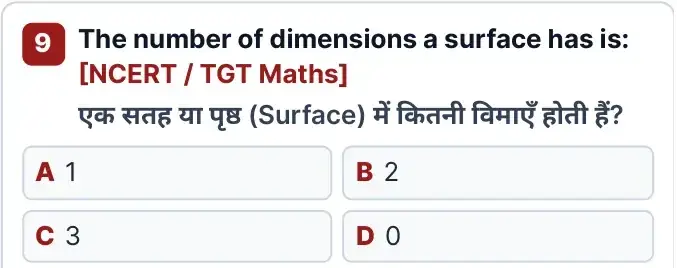 9 The number of dimensions a surface has is:
[NCERT / TGT Maths]
एक सतह या पृष्ठ (Surface) में कितनी विमाएँ होती हैं?
A 1 B 2
C 3 D 0